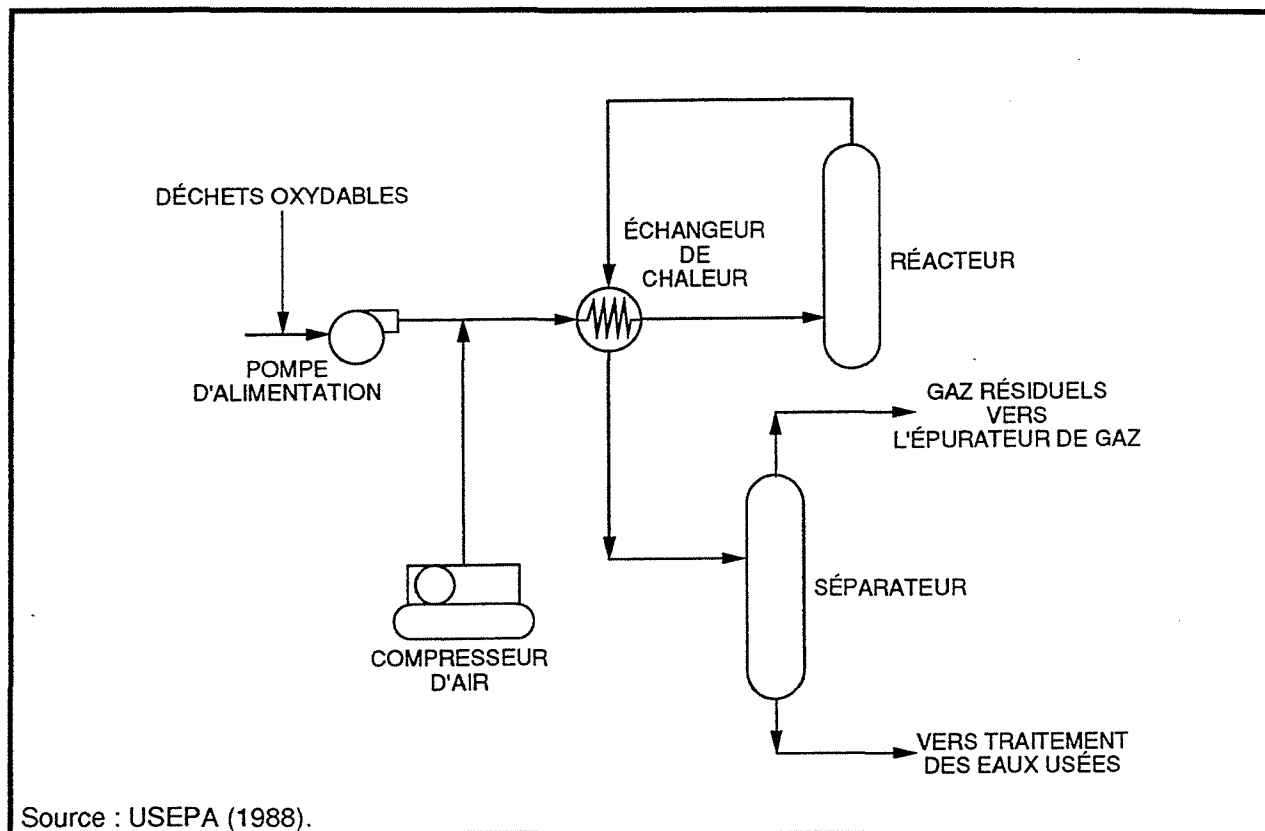 DÉCHETS OXYDABLES
ÉCHANGEUR
DE
CHALEUR
RÉACTEUR
POMPE
D'ALIMENTATION
GAZ RÉSIDUELS
VERS
L'ÉPURATEUR DE GAZ
SÉPARATEUR
COMPRESSEUR
D'AIR
VERS TRAITEMENT
DES EAUX USÉES
Source : USEPA (1988).